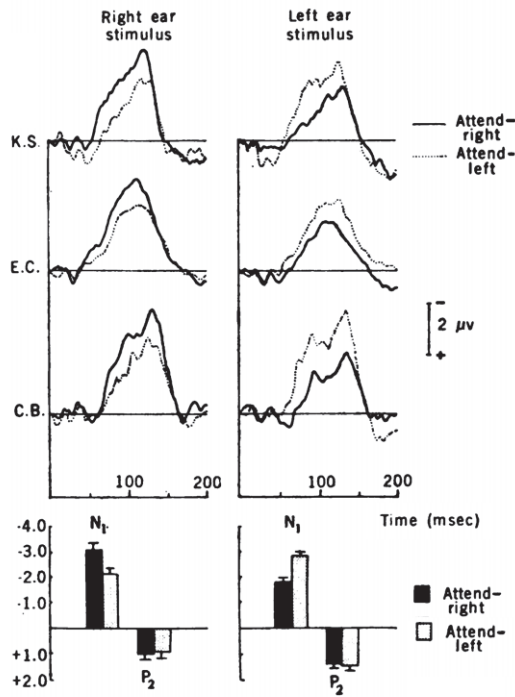 Right ear
stimulus
Left ear
stimulus
Attend-
right
Attend-
left
K.S.
E.C.
C.B.
-
2 µv
+
100
200
100
200
Time (msec)
-4.0
-3.0
-2.0
-1.0
+1.0
+2.0
N1
P2
N1
P2
Attend-
right
Attend-
left